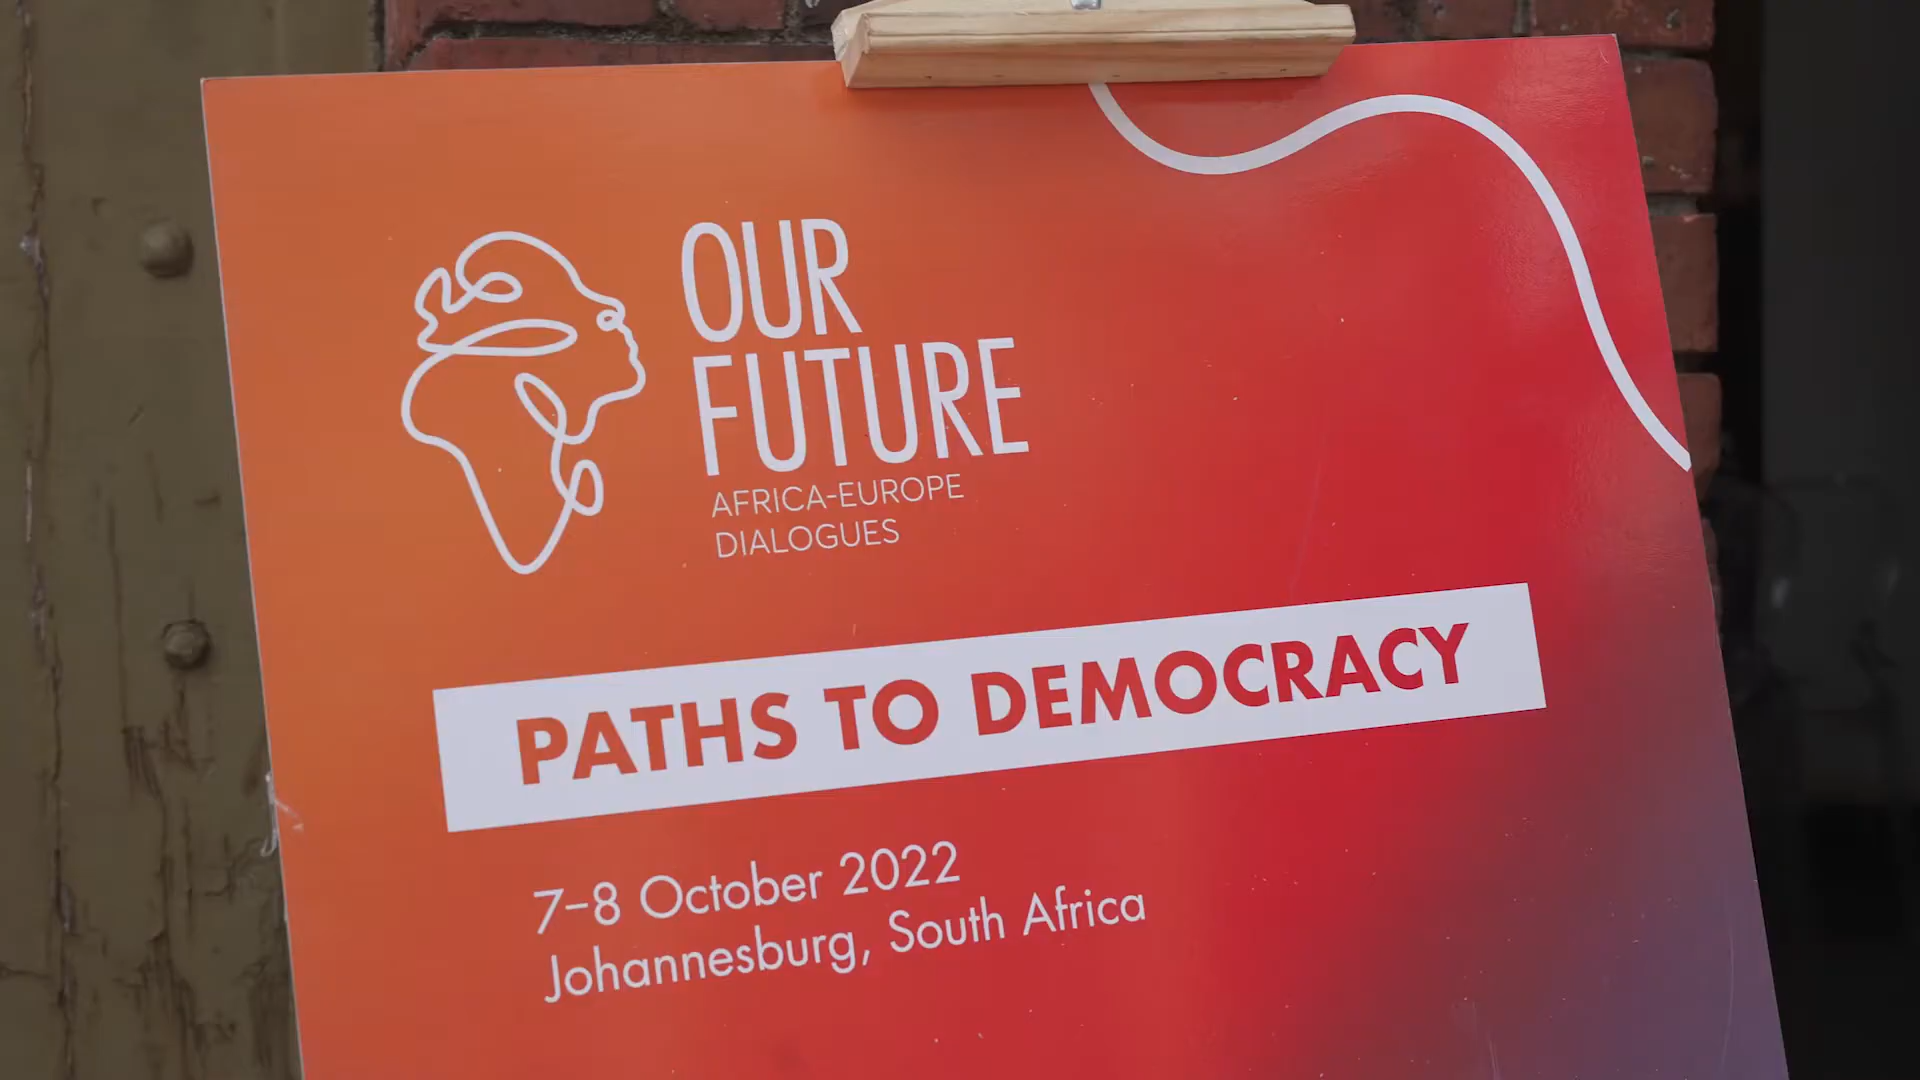 OUR
FUTURE
AFRICA-EUROPE
DIALOGUES
PATHS TO DEMOCRACY
7–8 October 2022
Johannesburg, South Africa